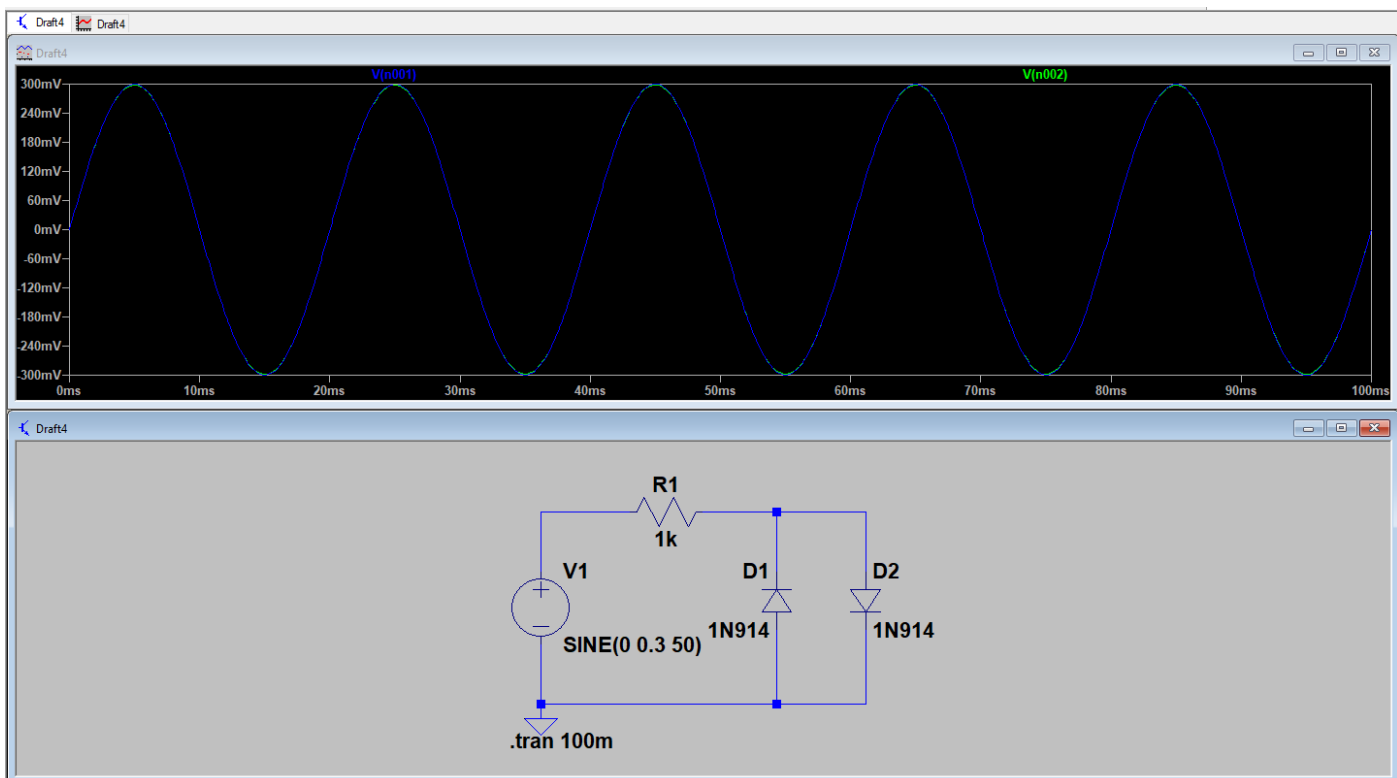 Draft4 Draft4
Draft4
V(n001) V(n002)
300mV
240mV
180mV
120mV
60mV
0mV
-60mV
-120mV
-180mV
-240mV
-300mV
0ms 10ms 20ms 30ms 40ms 50ms 60ms 70ms 80ms 90ms 100ms
Draft4
R1
1k
V1 D1 D2
1N914 1N914
SINE(0 0.3 50)
.tran 100m